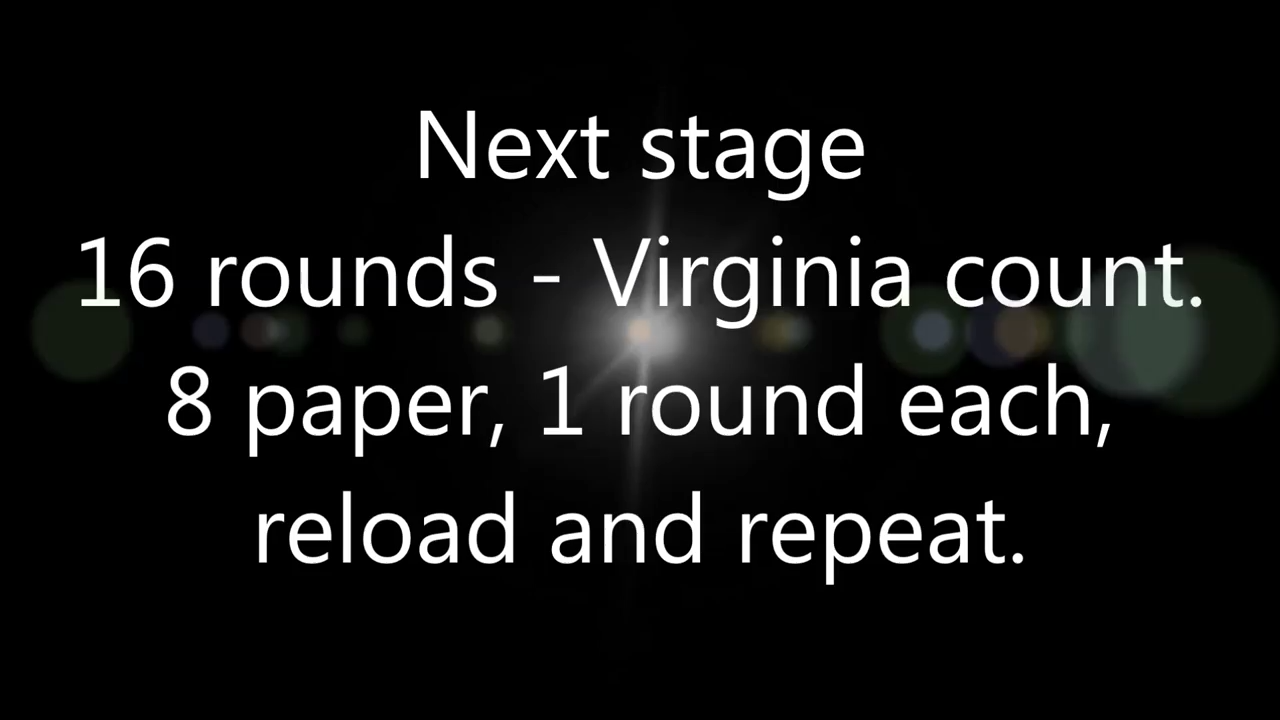 Next stage
16 rounds - Virginia count.
8 paper, 1 round each,
reload and repeat.